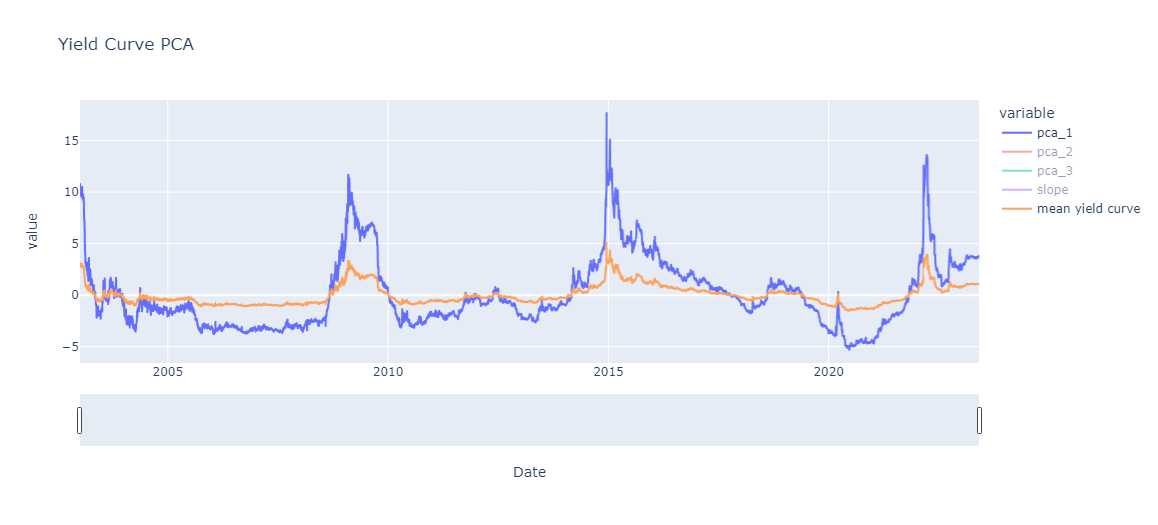 Yield Curve PCA
variable
pca_1
pca_2
pca_3
slope
mean yield curve
value
15
10
5
0
−5
2005
2010
2015
2020
Date